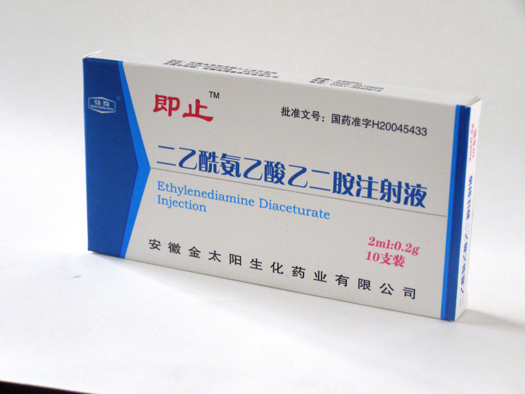 即止™
批准文号：国药准字H20045433
二乙酰氨乙酸乙二胺注射液
Ethylenediamine Diaceturate
Injection
2ml:0.2g
10支装
安徽金太阳生化药业有限公司